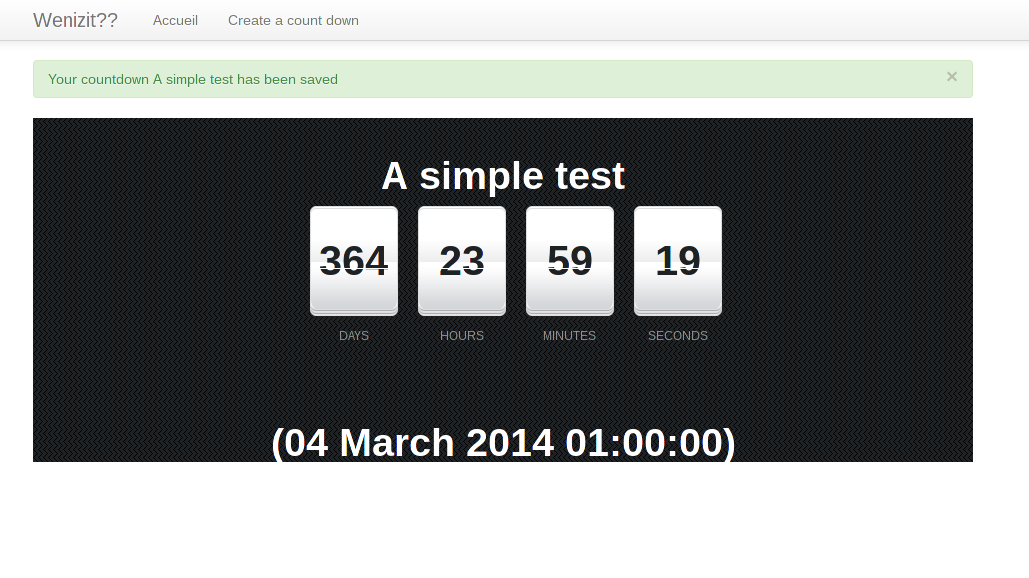 Wenizit?? Accueil Create a count down
Your countdown A simple test has been saved ×
A simple test
364 23 59 19
DAYS HOURS MINUTES SECONDS
(04 March 2014 01:00:00)